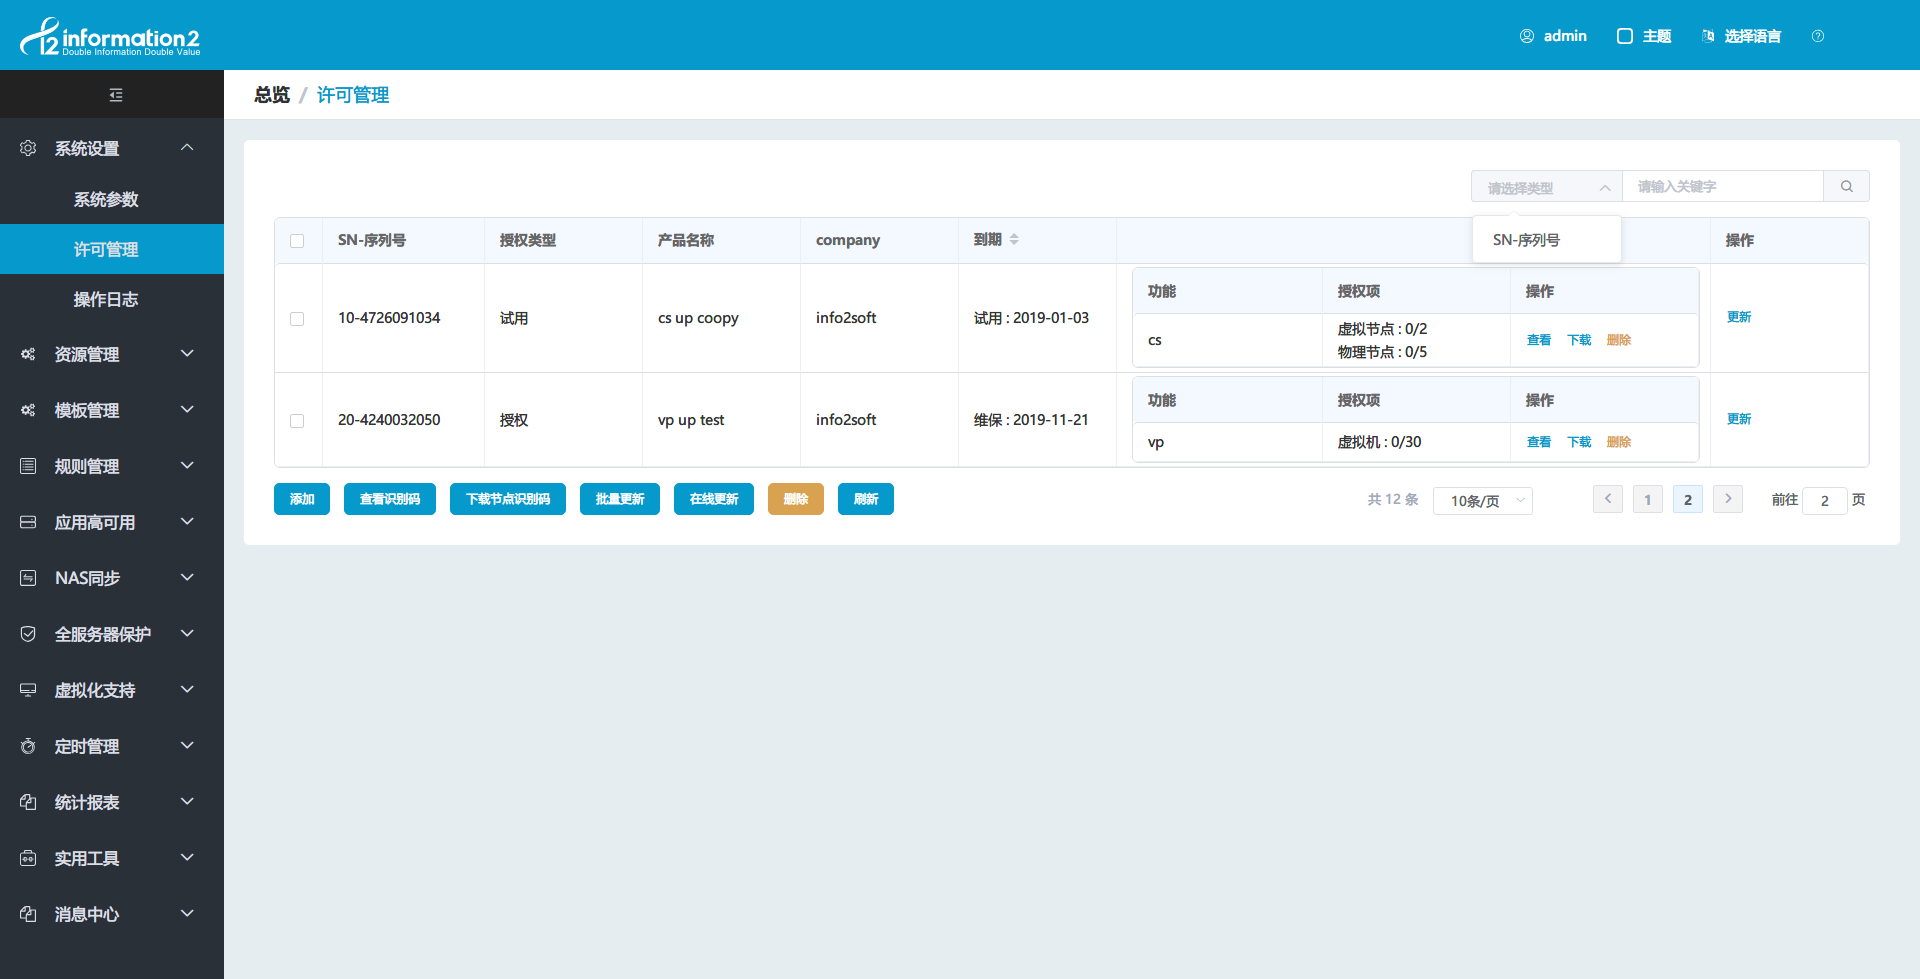 information2
Double Information Double Value
admin
主题
选择语言
总览 / 许可管理
系统设置
系统参数
许可管理
操作日志
资源管理
模板管理
规则管理
应用高可用
NAS同步
全服务器保护
虚拟化支持
定时管理
统计报表
实用工具
消息中心
请选择类型
请输入关键字
SN-序列号
SN-序列号 授权类型 产品名称 company 到期 操作
10-4726091034 试用 cs up coopy info2soft 试用 : 2019-01-03
功能 授权项 操作
cs
虚拟节点 : 0/2
物理节点 : 0/5
查看 下载 删除
更新
20-4240032050 授权 vp up test info2soft 维保 : 2019-11-21
功能 授权项 操作
vp 虚拟机 : 0/30 查看 下载 删除
更新
添加 查看识别码 下载节点识别码 批量更新 在线更新 删除 刷新
共 12 条 10条/页 1 2 前往 2 页